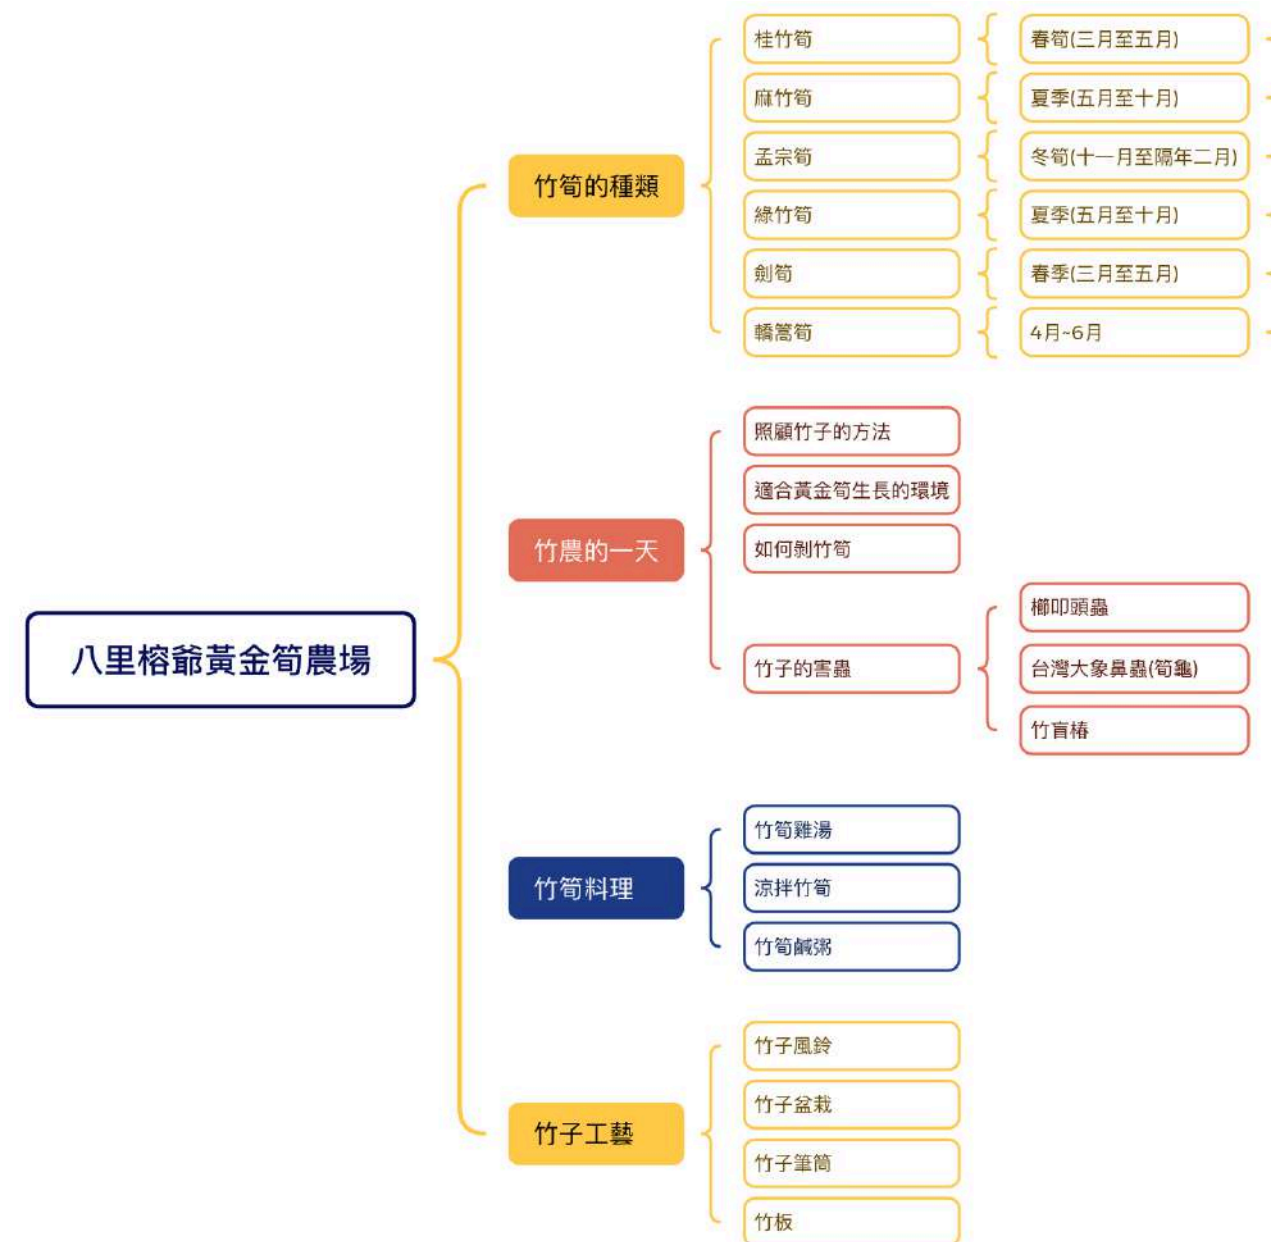 八里榕爺黃金筍農場
竹筍的種類
桂竹筍
春筍(三月至五月)
麻竹筍
夏季(五月至十月)
孟宗筍
冬筍(十一月至隔年二月)
綠竹筍
夏季(五月至十月)
劍筍
春季(三月至五月)
轎篙筍
4月~6月
竹農的一天
照顧竹子的方法
適合黃金筍生長的環境
如何剝竹筍
竹子的害蟲
櫛叩頭蟲
台灣大象鼻蟲(筍龜)
竹盲椿
竹筍料理
竹筍雞湯
涼拌竹筍
竹筍鹹粥
竹子工藝
竹子風鈴
竹子盆栽
竹子筆筒
竹板